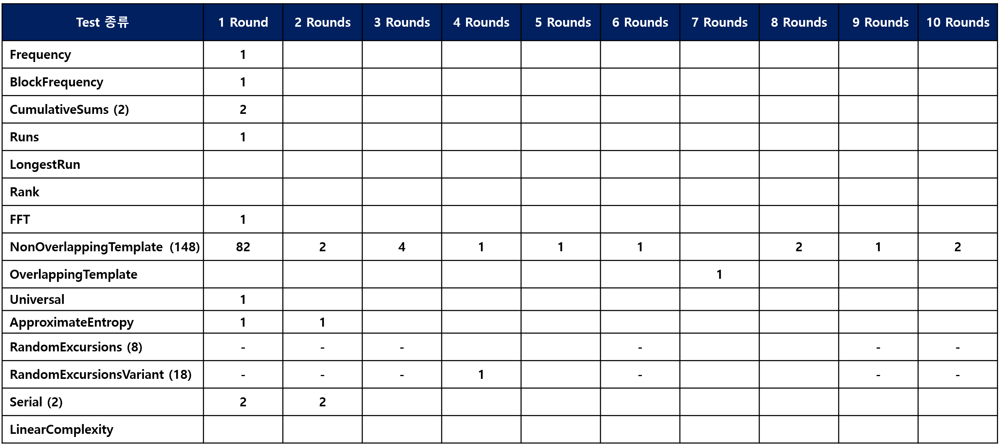 Test 종류 1 Round 2 Rounds 3 Rounds 4 Rounds 5 Rounds 6 Rounds 7 Rounds 8 Rounds 9 Rounds 10 Rounds
Frequency 1
BlockFrequency 1
CumulativeSums (2) 2
Runs 1
LongestRun
Rank
FFT 1
NonOverlappingTemplate (148) 82 2 4 1 1 1 2 1 2
OverlappingTemplate 1
Universal 1
ApproximateEntropy 1 1
RandomExcursions (8) - - - - - -
RandomExcursionsVariant (18) - - - 1 - - -
Serial (2) 2 2
LinearComplexity